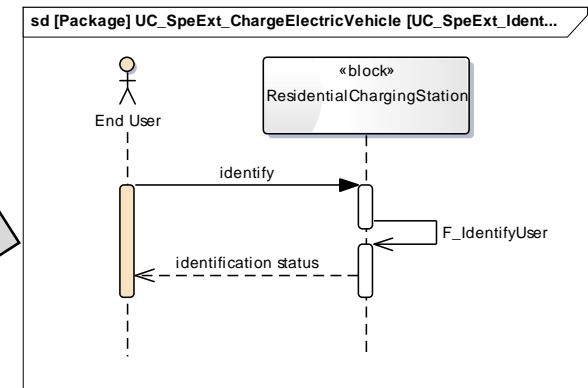 sd [Package] UC_SpeExt_ChargeElectricVehicle [UC_SpeExt_Ident...
«block»
ResidentialChargingStation
End User
identify
F_IdentifyUser
identification status